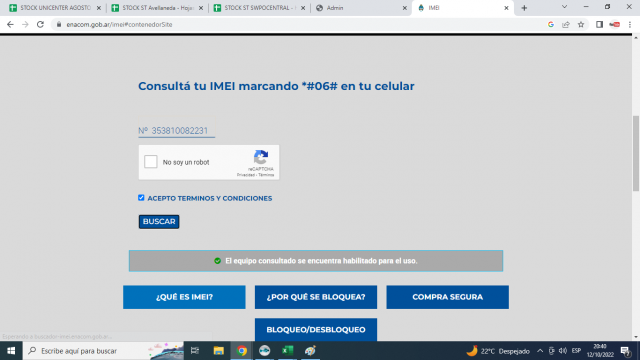 STOCK UNICENTER AGOSTO
STOCK ST Avellaneda - Hoja
STOCK ST SWPOCENTRAL -
Admin
IMEI
enacom.gob.ar/imei#contenedorSite
Consultá tu IMEI marcando *#06# en tu celular
Nº 353810082231
No soy un robot
reCAPTCHA
Privacidad - Términos
ACEPTO TERMINOS Y CONDICIONES
BUSCAR
El equipo consultado se encuentra habilitado para el uso.
¿QUÉ ES IMEI?
¿POR QUÉ SE BLOQUEA?
COMPRA SEGURA
BLOQUEO/DESBLOQUEO
Escribe aquí para buscar
22°C Despejado
ESP
20:40
12/10/2022